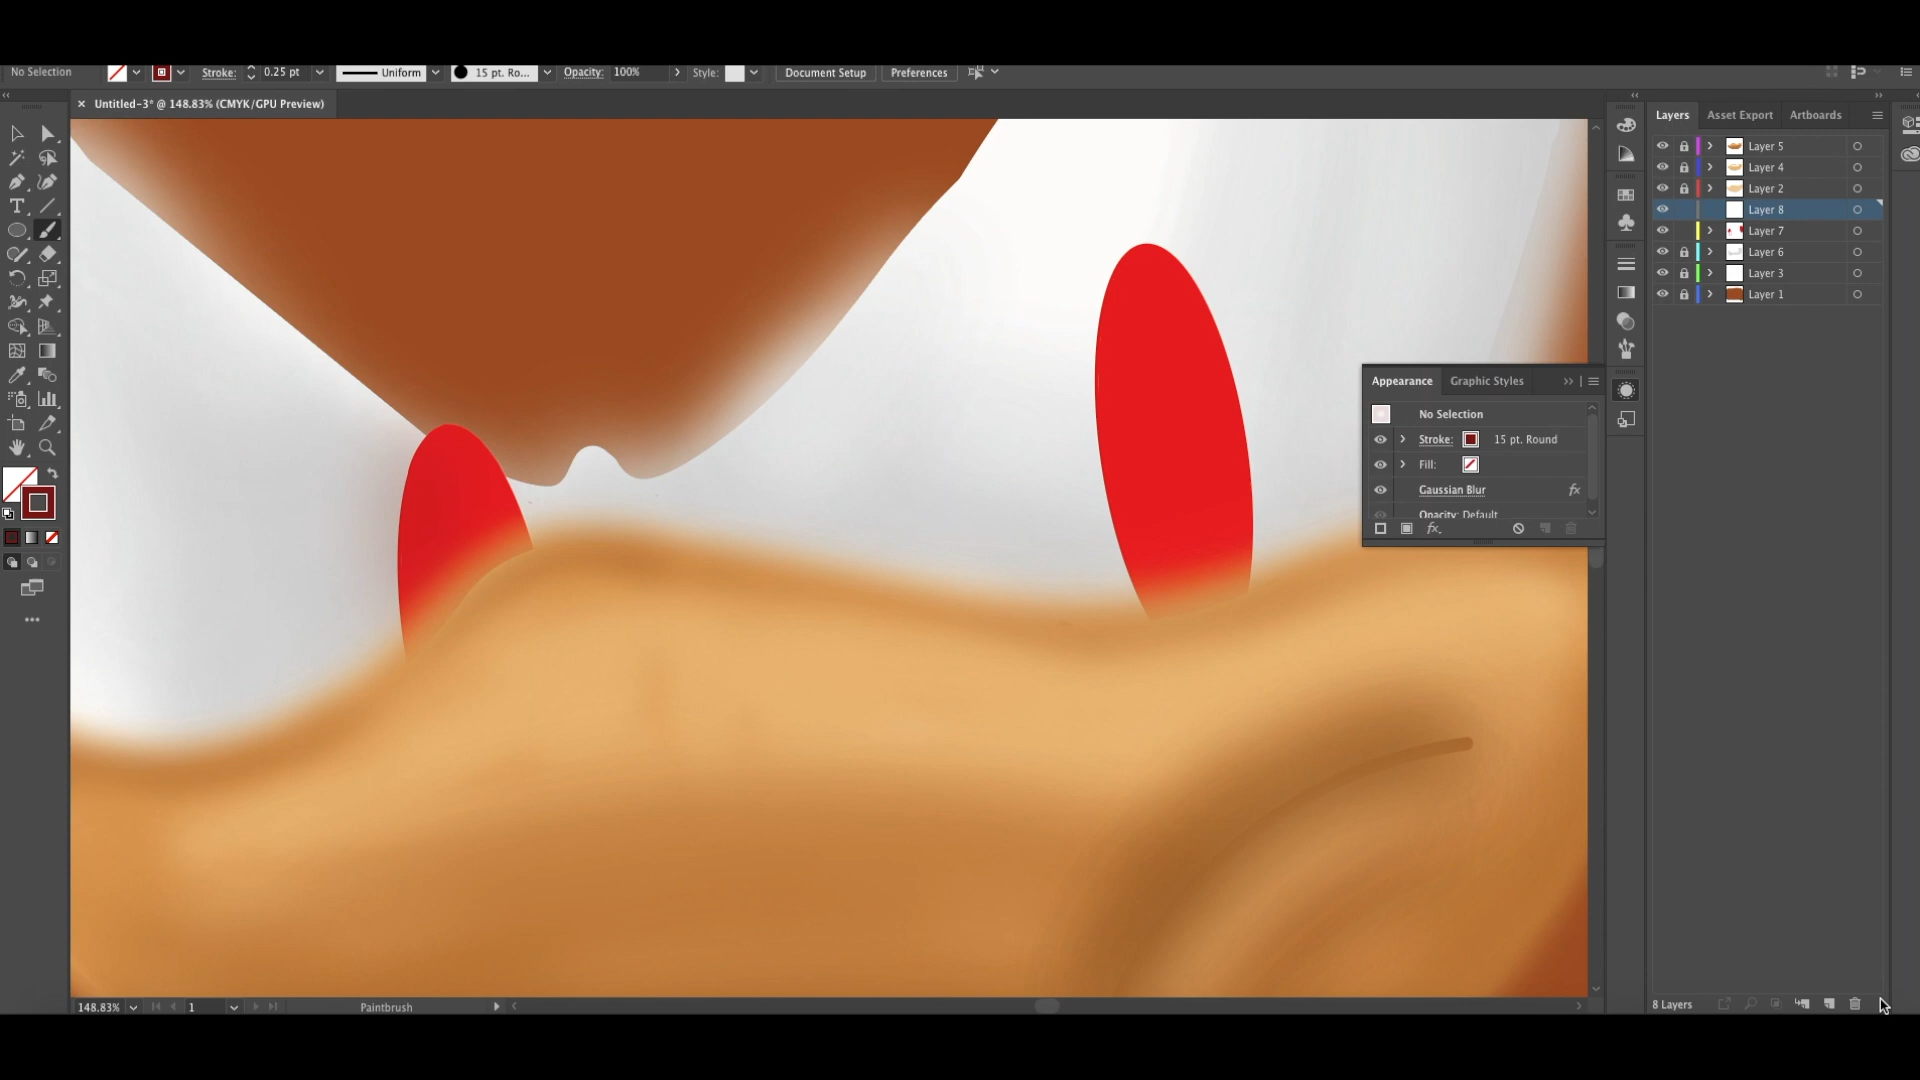 No Selection Stroke: 0.25 pt Uniform 15 pt. Ro... Opacity: 100% Style: Document Setup Preferences
Untitled-3* @ 148.83% (CMYK/GPU Preview)
Layers Asset Export Artboards
Layer 5
Layer 4
Layer 2
Layer 8
Layer 7
Layer 6
Layer 3
Layer 1
Appearance Graphic Styles
No Selection
Stroke: 15 pt. Round
Fill:
Gaussian Blur fx
Opacity: Default
fx.
148.83% 1 Paintbrush
8 Layers